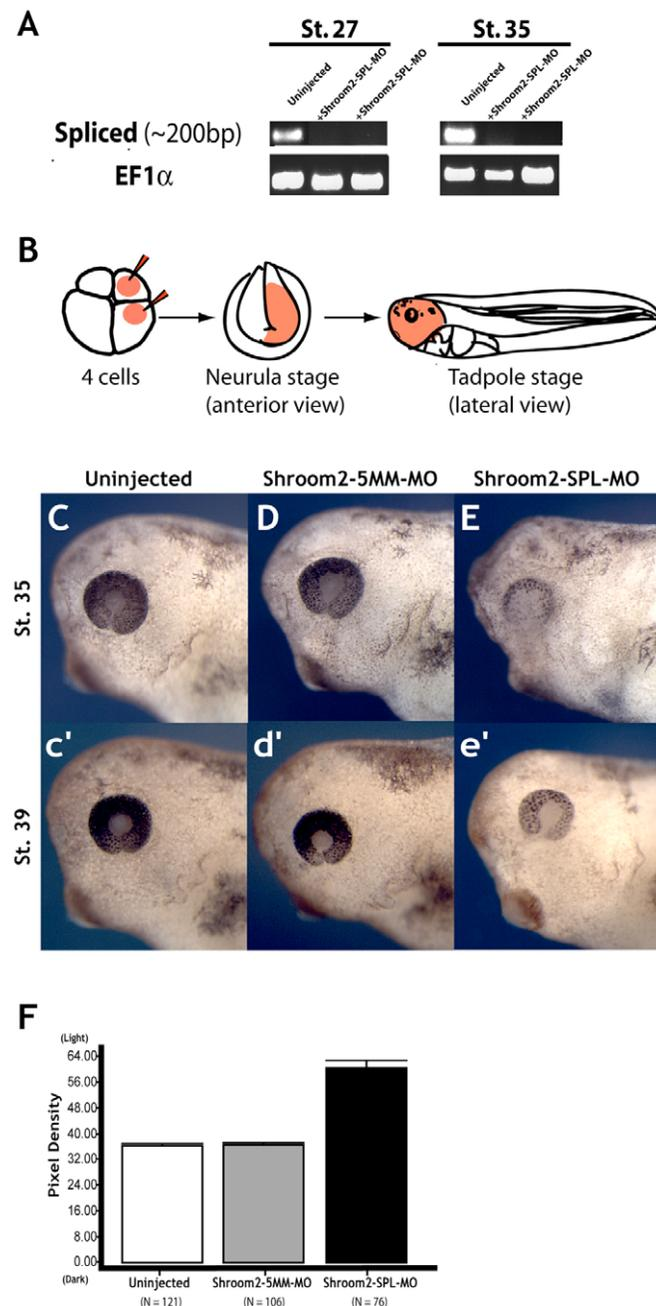 A
St. 27
St. 35
Uninjected
+Shroom2-SPL-MO
+Shroom2-SPL-MO
Uninjected
+Shroom2-SPL-MO
+Shroom2-SPL-MO
Spliced (~200bp)
EF1α
B
4 cells
Neurula stage
(anterior view)
Tadpole stage
(lateral view)
Uninjected
Shroom2-5MM-MO
Shroom2-SPL-MO
St. 35
C
D
E
St. 39
c'
d'
e'
F
(Light)
64.00
56.00
48.00
40.00
32.00
24.00
16.00
8.00
0.00
(Dark)
Pixel Density
Uninjected
(N = 121)
Shroom2-5MM-MO
(N = 106)
Shroom2-SPL-MO
(N = 76)